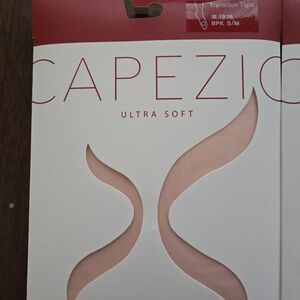 Transition Tight
# 1916
BPK S/M
CAPEZIO
ULTRA SOFT